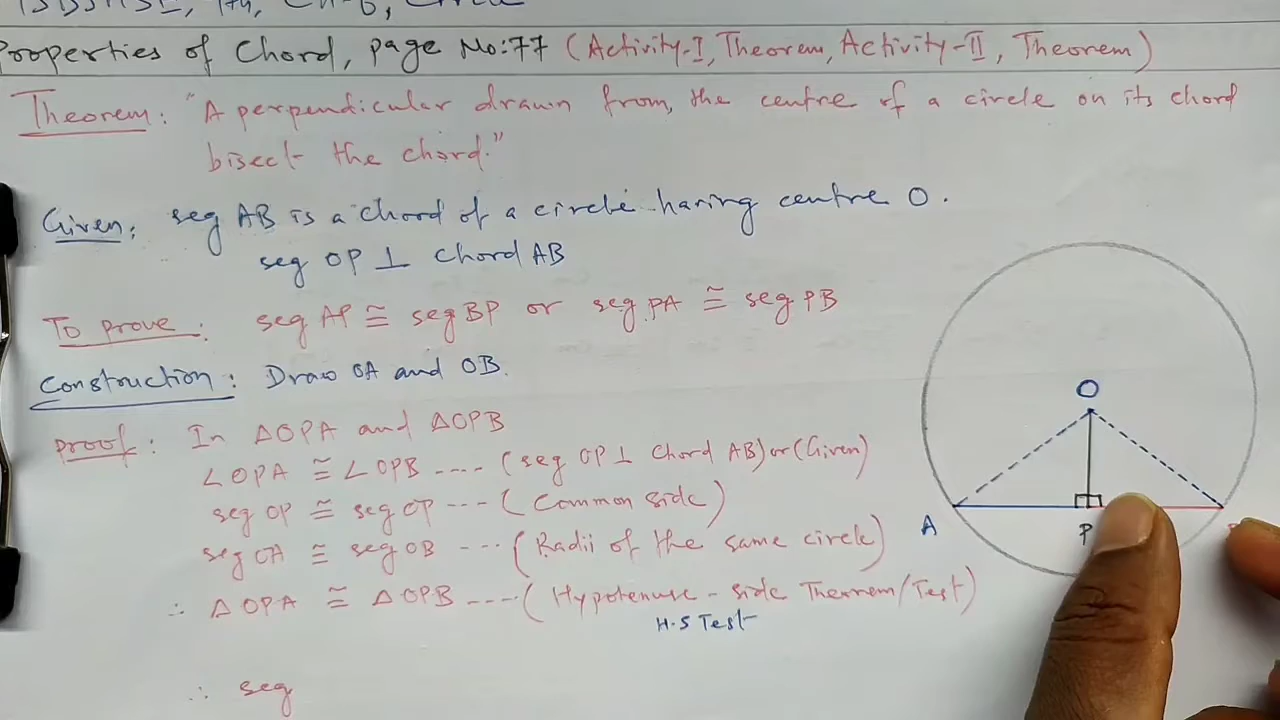 Properties of Chord, page No:77 (Activity-I, Theorem, Activity-II, Theorem)
Theorem: "A perpendicular drawn from, the centre of a circle on its chord
bisect the chord."
Given: seg AB is a chord of a circle having centre O.
seg OP ⊥ chord AB
To prove: seg AP ≅ seg BP or seg PA ≅ seg PB
Construction: Draw OA and OB.
Proof: In ΔOPA and ΔOPB
∠OPA ≅ ∠OPB ---- (seg OP ⊥ Chord AB) or (Given)
seg OP ≅ seg OP --- (Common side)
seg OA ≅ seg OB --- (Radii of the same circle)
∴ ΔOPA ≅ ΔOPB ---- (Hypotenuse - side Theorem/Test)
H.S Test
∴ seg
O
A
P